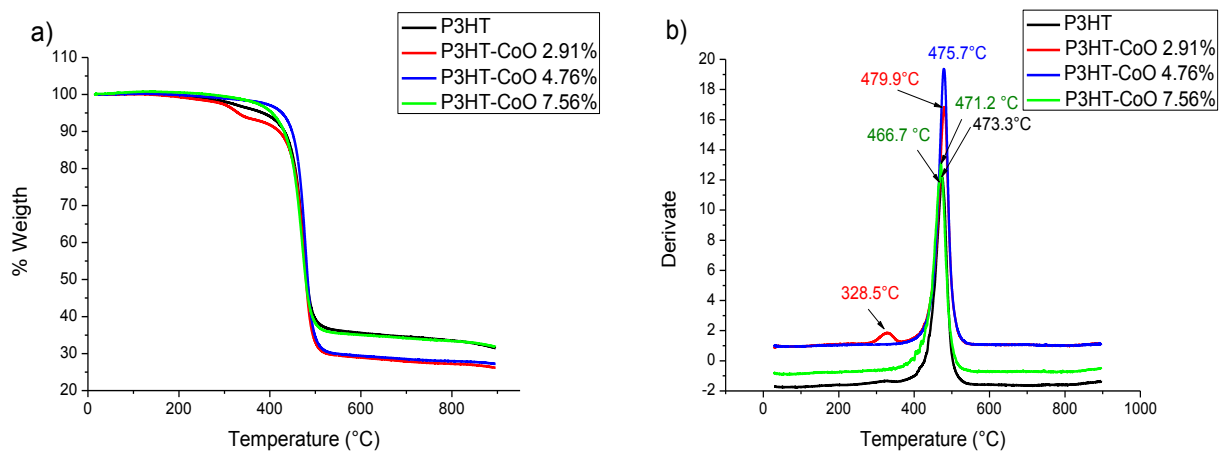 a)
P3HT
P3HT-CoO 2.91%
P3HT-CoO 4.76%
P3HT-CoO 7.56%
110
100
90
80
70
60
50
40
30
20
% Weigth
0 200 400 600 800
Temperature (°C)
b)
P3HT
P3HT-CoO 2.91%
P3HT-CoO 4.76%
P3HT-CoO 7.56%
475.7°C
479.9°C
471.2 °C
466.7 °C
473.3°C
328.5°C
20
18
16
14
12
10
8
6
4
2
0
-2
Derivate
0 200 400 600 800 1000
Temperature (°C)